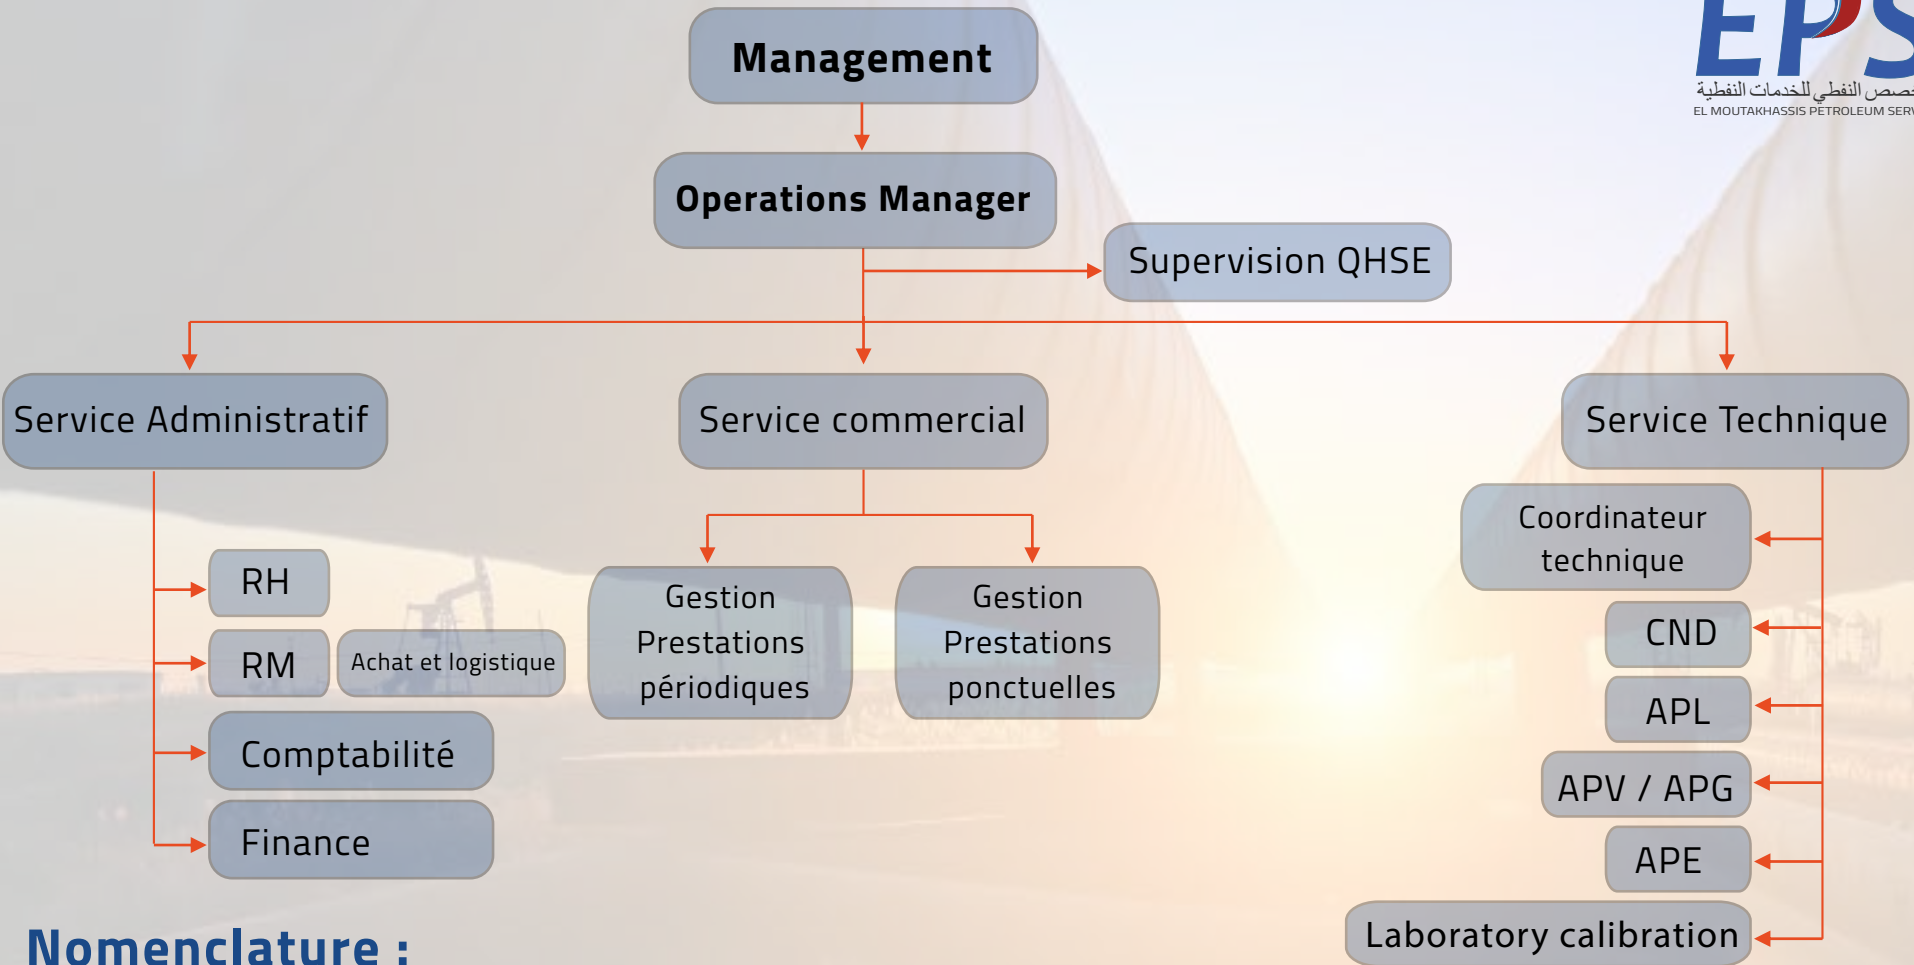 EPS
للخدمات النفطية
EL MOUTAKHASSIS PETROLEUM
Management
Operations Manager
Supervision QHSE
Service Administratif
Service commercial
Service Technique
RH
RM
Achat et logistique
Comptabilité
Finance
Gestion
Prestations
périodiques
Gestion
Prestations
ponctuelles
Coordinateur
technique
CND
APL
APV / APG
APE
Laboratory calibration
Nomenclature :